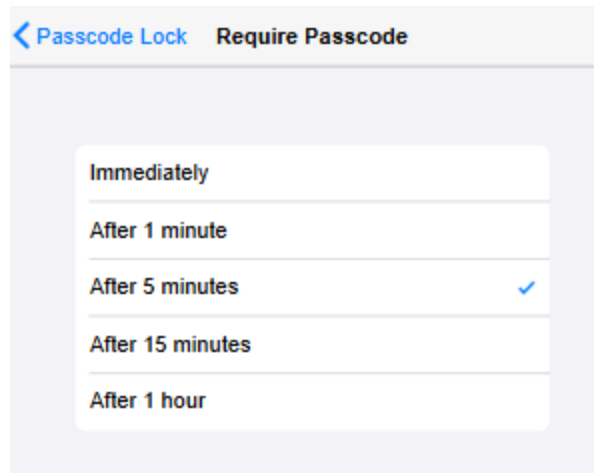 Passcode Lock Require Passcode
Immediately
After 1 minute
After 5 minutes
After 15 minutes
After 1 hour